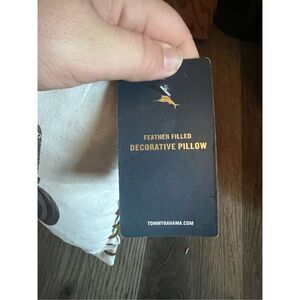 FEATHER FILLED
DECORATIVE PILLOW
TOMMYBAHAMA.COM